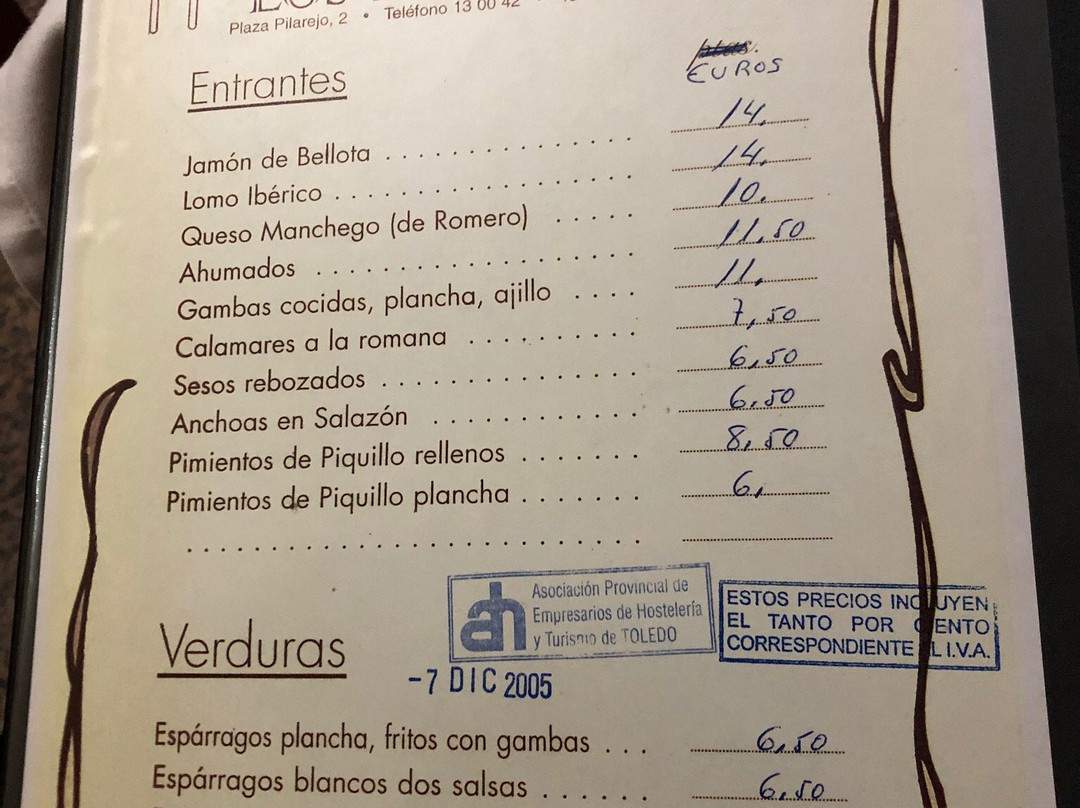 Plaza Pilarejo, 2 • Teléfono 13 00 42 •
Entrantes
EUROS
Jamón de Bellota . . . . . . . . . . . . . . . . . 14,
Lomo Ibérico . . . . . . . . . . . . . . . . . . . 14,
Queso Manchego (de Romero) . . . . . 10,
Ahumados . . . . . . . . . . . . . . . . . . . . 11,50
Gambas cocidas, plancha, ajillo . . . . 11,
Calamares a la romana . . . . . . . . . . 7,50
Sesos rebozados . . . . . . . . . . . . . . . 6,50
Anchoas en Salazón . . . . . . . . . . . . 6,50
Pimientos de Piquillo rellenos . . . . . . . 8,50
Pimientos de Piquillo plancha . . . . . . . 6,
Asociación Provincial de
Empresarios de Hostelería
y Turismo de TOLEDO
ESTOS PRECIOS INCLUYEN
EL TANTO POR CIENTO
CORRESPONDIENTE AL I.V.A.
Verduras
-7 DIC 2005
Espárragos plancha, fritos con gambas . . . 6,50
Espárragos blancos dos salsas . . . . . . 6,50